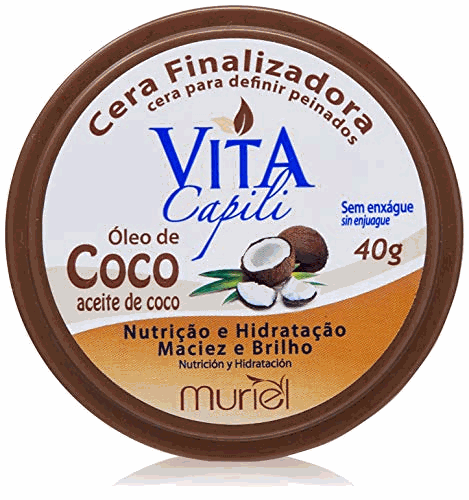 Cera Finalizadora
cera para definir peinados
VITA
Capili
Óleo de
Coco
aceite de coco
Sem enxágue
sin enjuague
40g
Nutrição e Hidratação
Maciez e Brilho
Nutrición y Hidratación
muriel